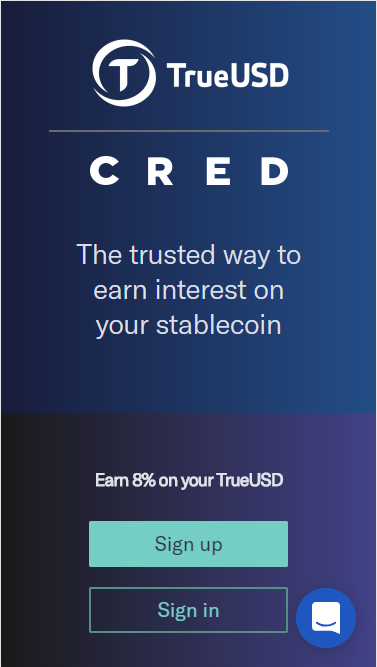 TrueUSD
CRED
The trusted way to
earn interest on
your stablecoin
Earn 8% on your TrueUSD
Sign up
Sign in